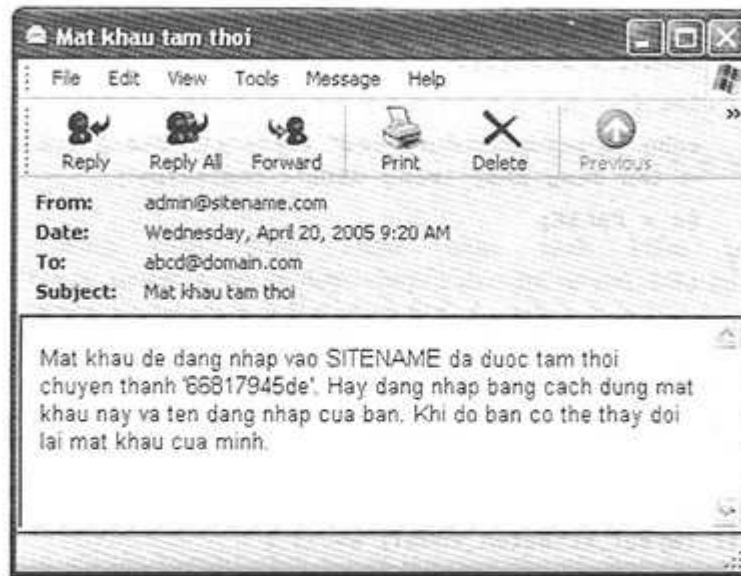 Mat khau tam thoi
File Edit View Tools Message Help
Reply Reply All Forward Print Delete Previous
From: admin@sitename.com
Date: Wednesday, April 20, 2005 9:20 AM
To: abcd@domain.com
Subject: Mat khau tam thoi
Mat khau de dang nhap vao SITENAME da duoc tam thoi
chuyen thanh '66817945de'. Hay dang nhap bang cach dung mat
khau nay va ten dang nhap cua ban. Khi do ban co the thay doi
lai mat khau cua minh.